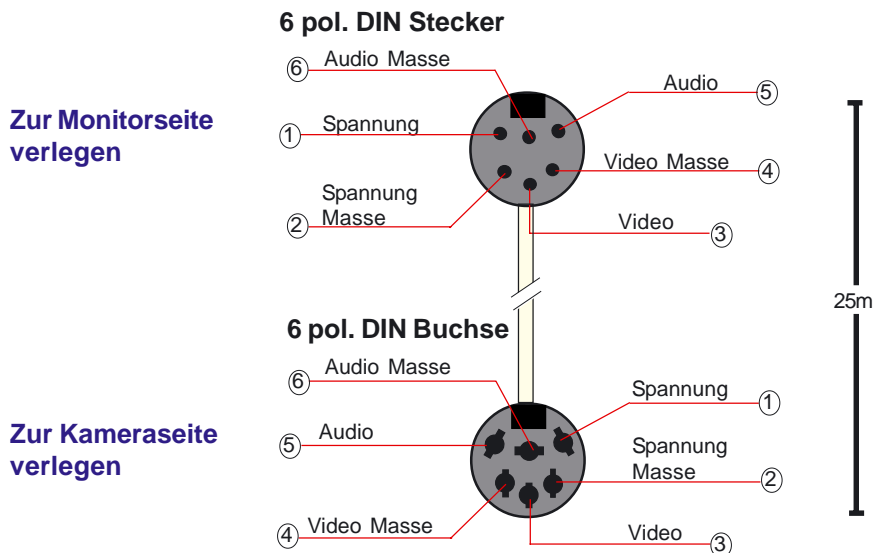 6 pol. DIN Stecker
⑥ Audio Masse
Audio ⑤
Zur Monitorseite
verlegen
① Spannung
Video Masse ④
Spannung
② Masse
Video ③
25m
6 pol. DIN Buchse
⑥ Audio Masse
Spannung ①
Zur Kameraseite
verlegen
⑤ Audio
Spannung
Masse ②
④ Video Masse
Video ③